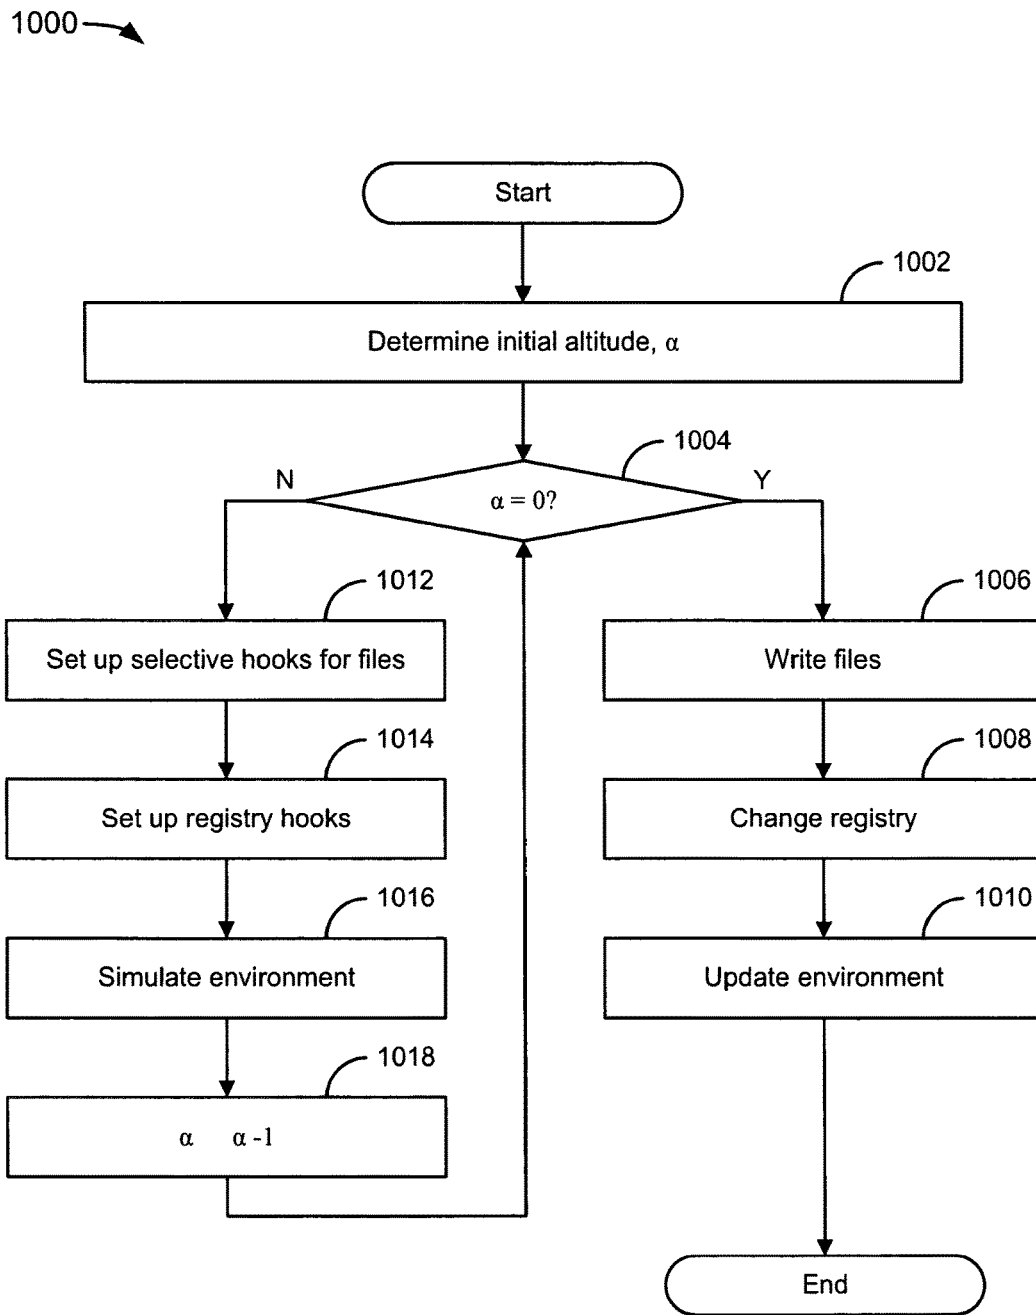 1000
Start
1002
Determine initial altitude, α
1004
N
Y
α = 0?
1012
1006
Set up selective hooks for files
Write files
1014
1008
Set up registry hooks
Change registry
1016
1010
Simulate environment
Update environment
1018
α α -1
End